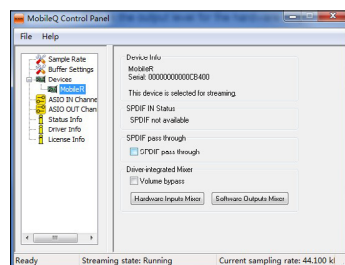 MobileQ Control Panel
File Help
Sample Rate
Buffer Settings
Devices
MobileR
ASIO IN Channe
ASIO OUT Chan
Status Info
Driver Info
License Info
Device Info
MobileR
Serial: 00000000000CB400
This device is selected for streaming.
SPDIF IN Status
SPDIF not available
SPDIF pass through
SPDIF pass through
Driver-integrated Mixer
Volume bypass
Hardware Inputs Mixer Software Outputs Mixer
Ready Streaming state: Running Current sampling rate: 44.100 kl